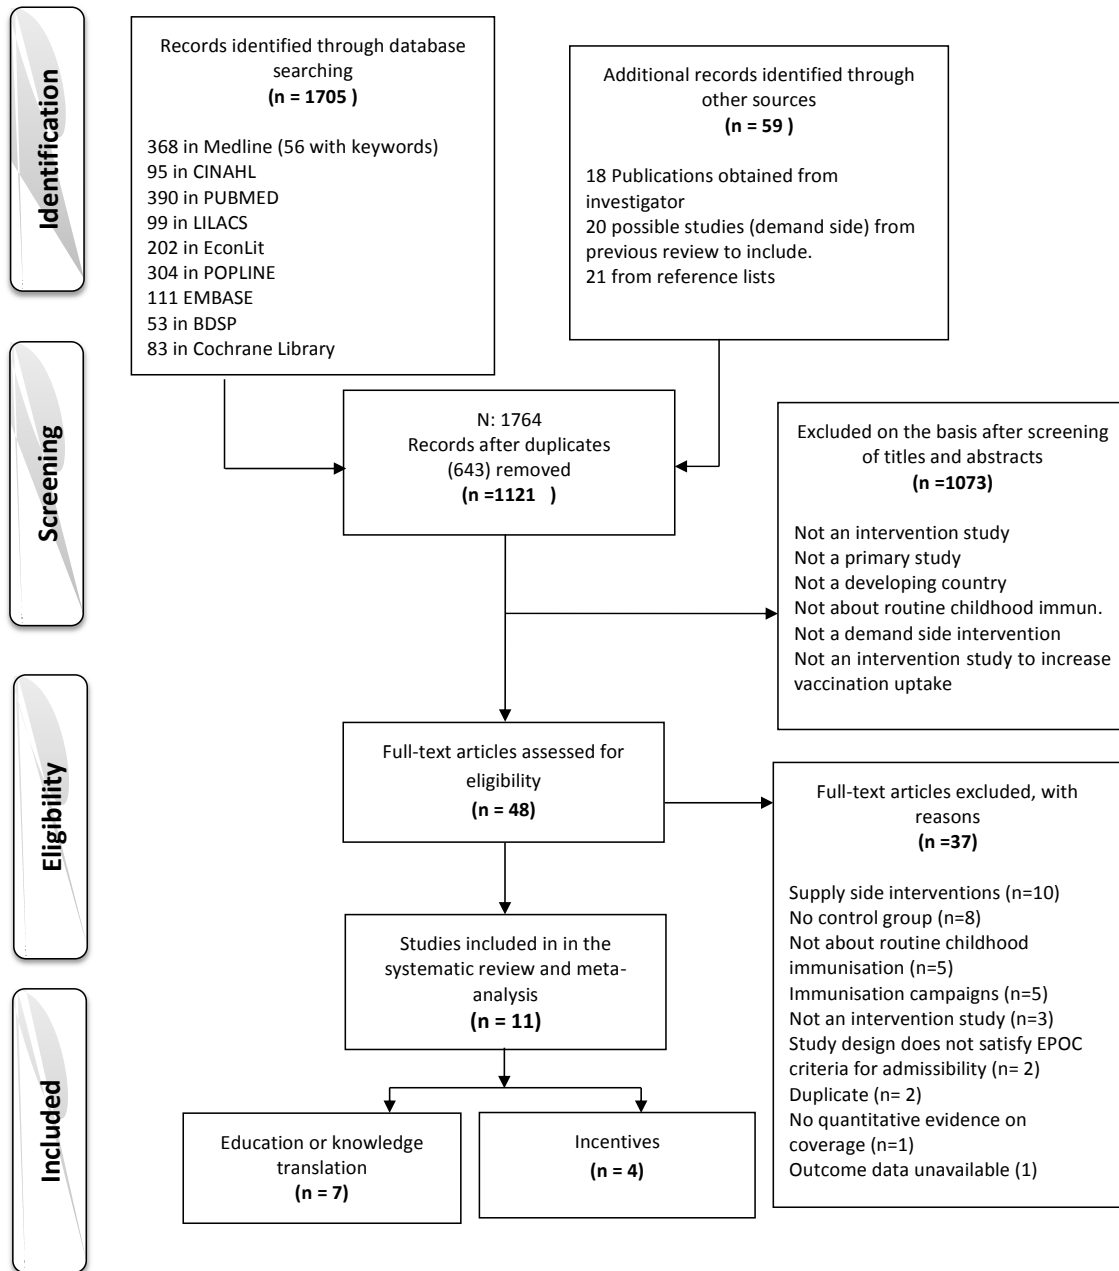 Identification
Records identified through database
searching
(n = 1705 )
368 in Medline (56 with keywords)
95 in CINAHL
390 in PUBMED
99 in LILACS
202 in EconLit
304 in POPLINE
111 EMBASE
53 in BDSP
83 in Cochrane Library
Additional records identified through
other sources
(n = 59 )
18 Publications obtained from
investigator
20 possible studies (demand side) from
previous review to include.
21 from reference lists
Screening
N: 1764
Records after duplicates
(643) removed
(n =1121 )
Excluded on the basis after screening
of titles and abstracts
(n =1073)
Not an intervention study
Not a primary study
Not a developing country
Not about routine childhood immun.
Not a demand side intervention
Not an intervention study to increase
vaccination uptake
Eligibility
Full-text articles assessed for
eligibility
(n = 48)
Full-text articles excluded, with
reasons
(n =37)
Supply side interventions (n=10)
No control group (n=8)
Not about routine childhood
immunisation (n=5)
Immunisation campaigns (n=5)
Not an intervention study (n=3)
Study design does not satisfy EPOC
criteria for admissibility (n= 2)
Duplicate (n= 2)
No quantitative evidence on
coverage (n=1)
Outcome data unavailable (1)
Studies included in in the
systematic review and meta-
analysis
(n = 11)
Included
Education or knowledge
translation
(n = 7)
Incentives
(n = 4)